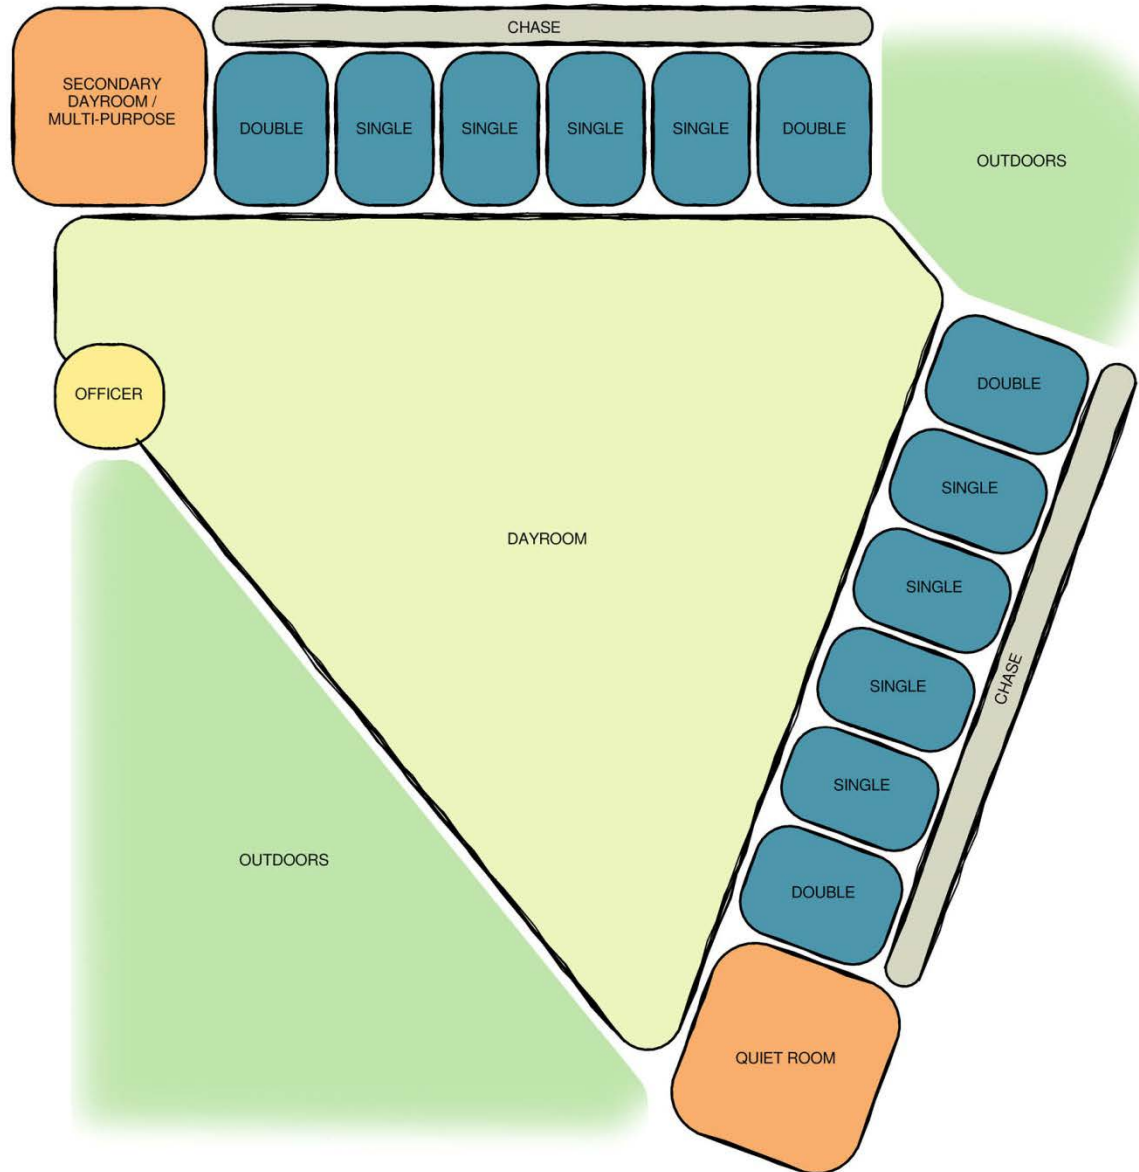 CHASE
SECONDARY
DAYROOM /
MULTI-PURPOSE
DOUBLE
SINGLE
SINGLE
SINGLE
SINGLE
DOUBLE
OUTDOORS
OFFICER
DOUBLE
SINGLE
DAYROOM
SINGLE
CHASE
SINGLE
SINGLE
OUTDOORS
DOUBLE
QUIET ROOM